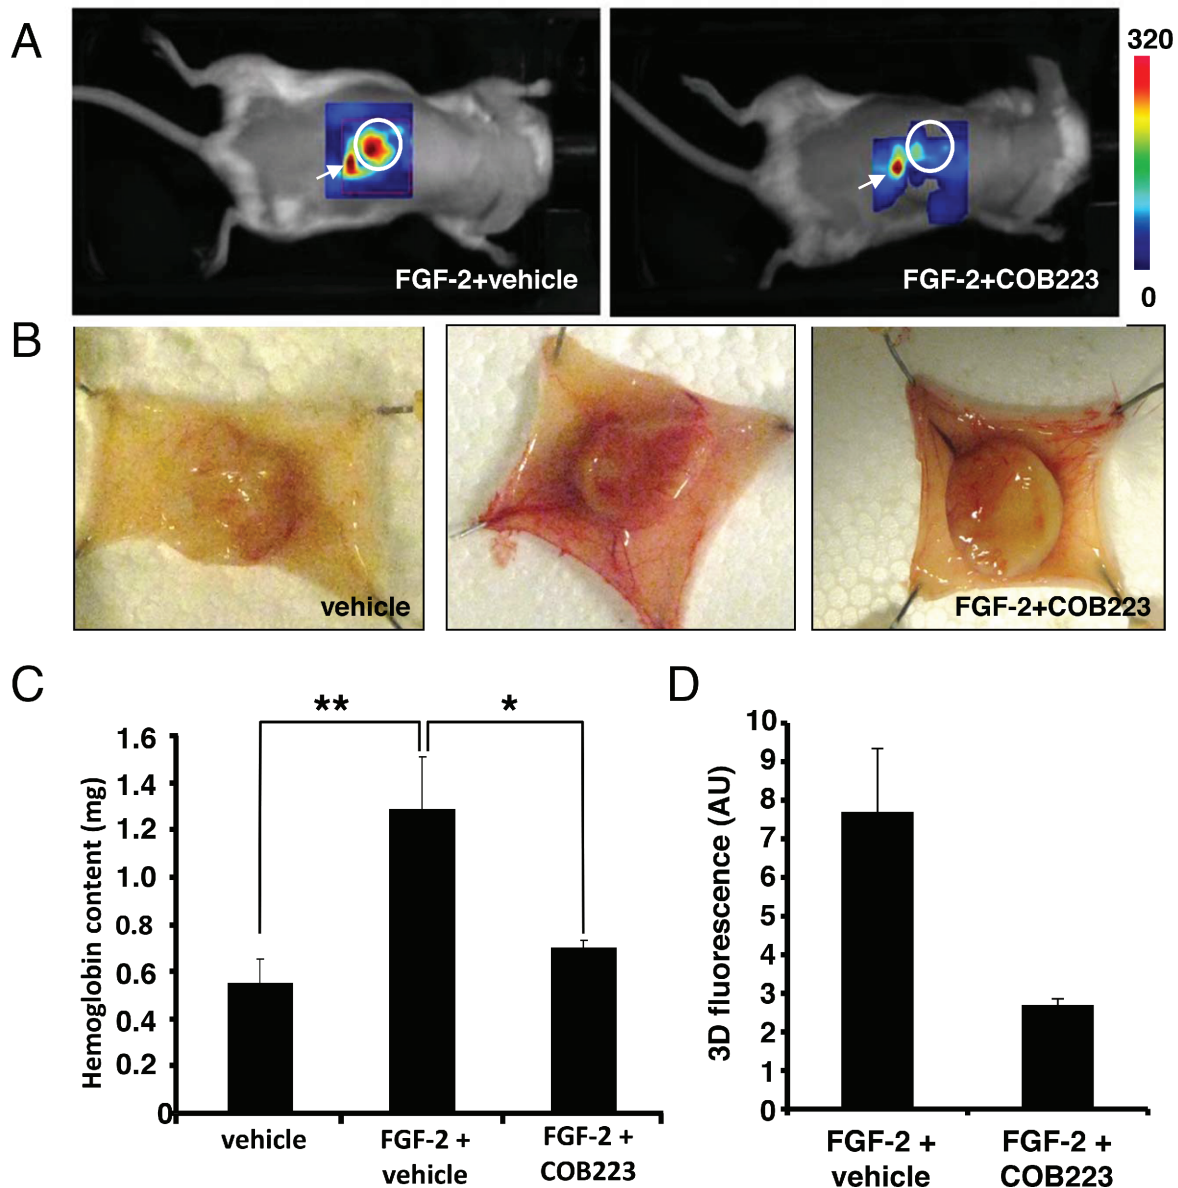 A
FGF-2+vehicle
FGF-2+COB223
320
0
B
vehicle
FGF-2+COB223
C
**
*
Hemoglobin content (mg)
1.6
1.4
1.2
1.0
0.8
0.6
0.4
0.2
0
vehicle
FGF-2 +
vehicle
FGF-2 +
COB223
D
3D fluorescence (AU)
10
9
8
7
6
5
4
3
2
1
0
FGF-2 +
vehicle
FGF-2 +
COB223